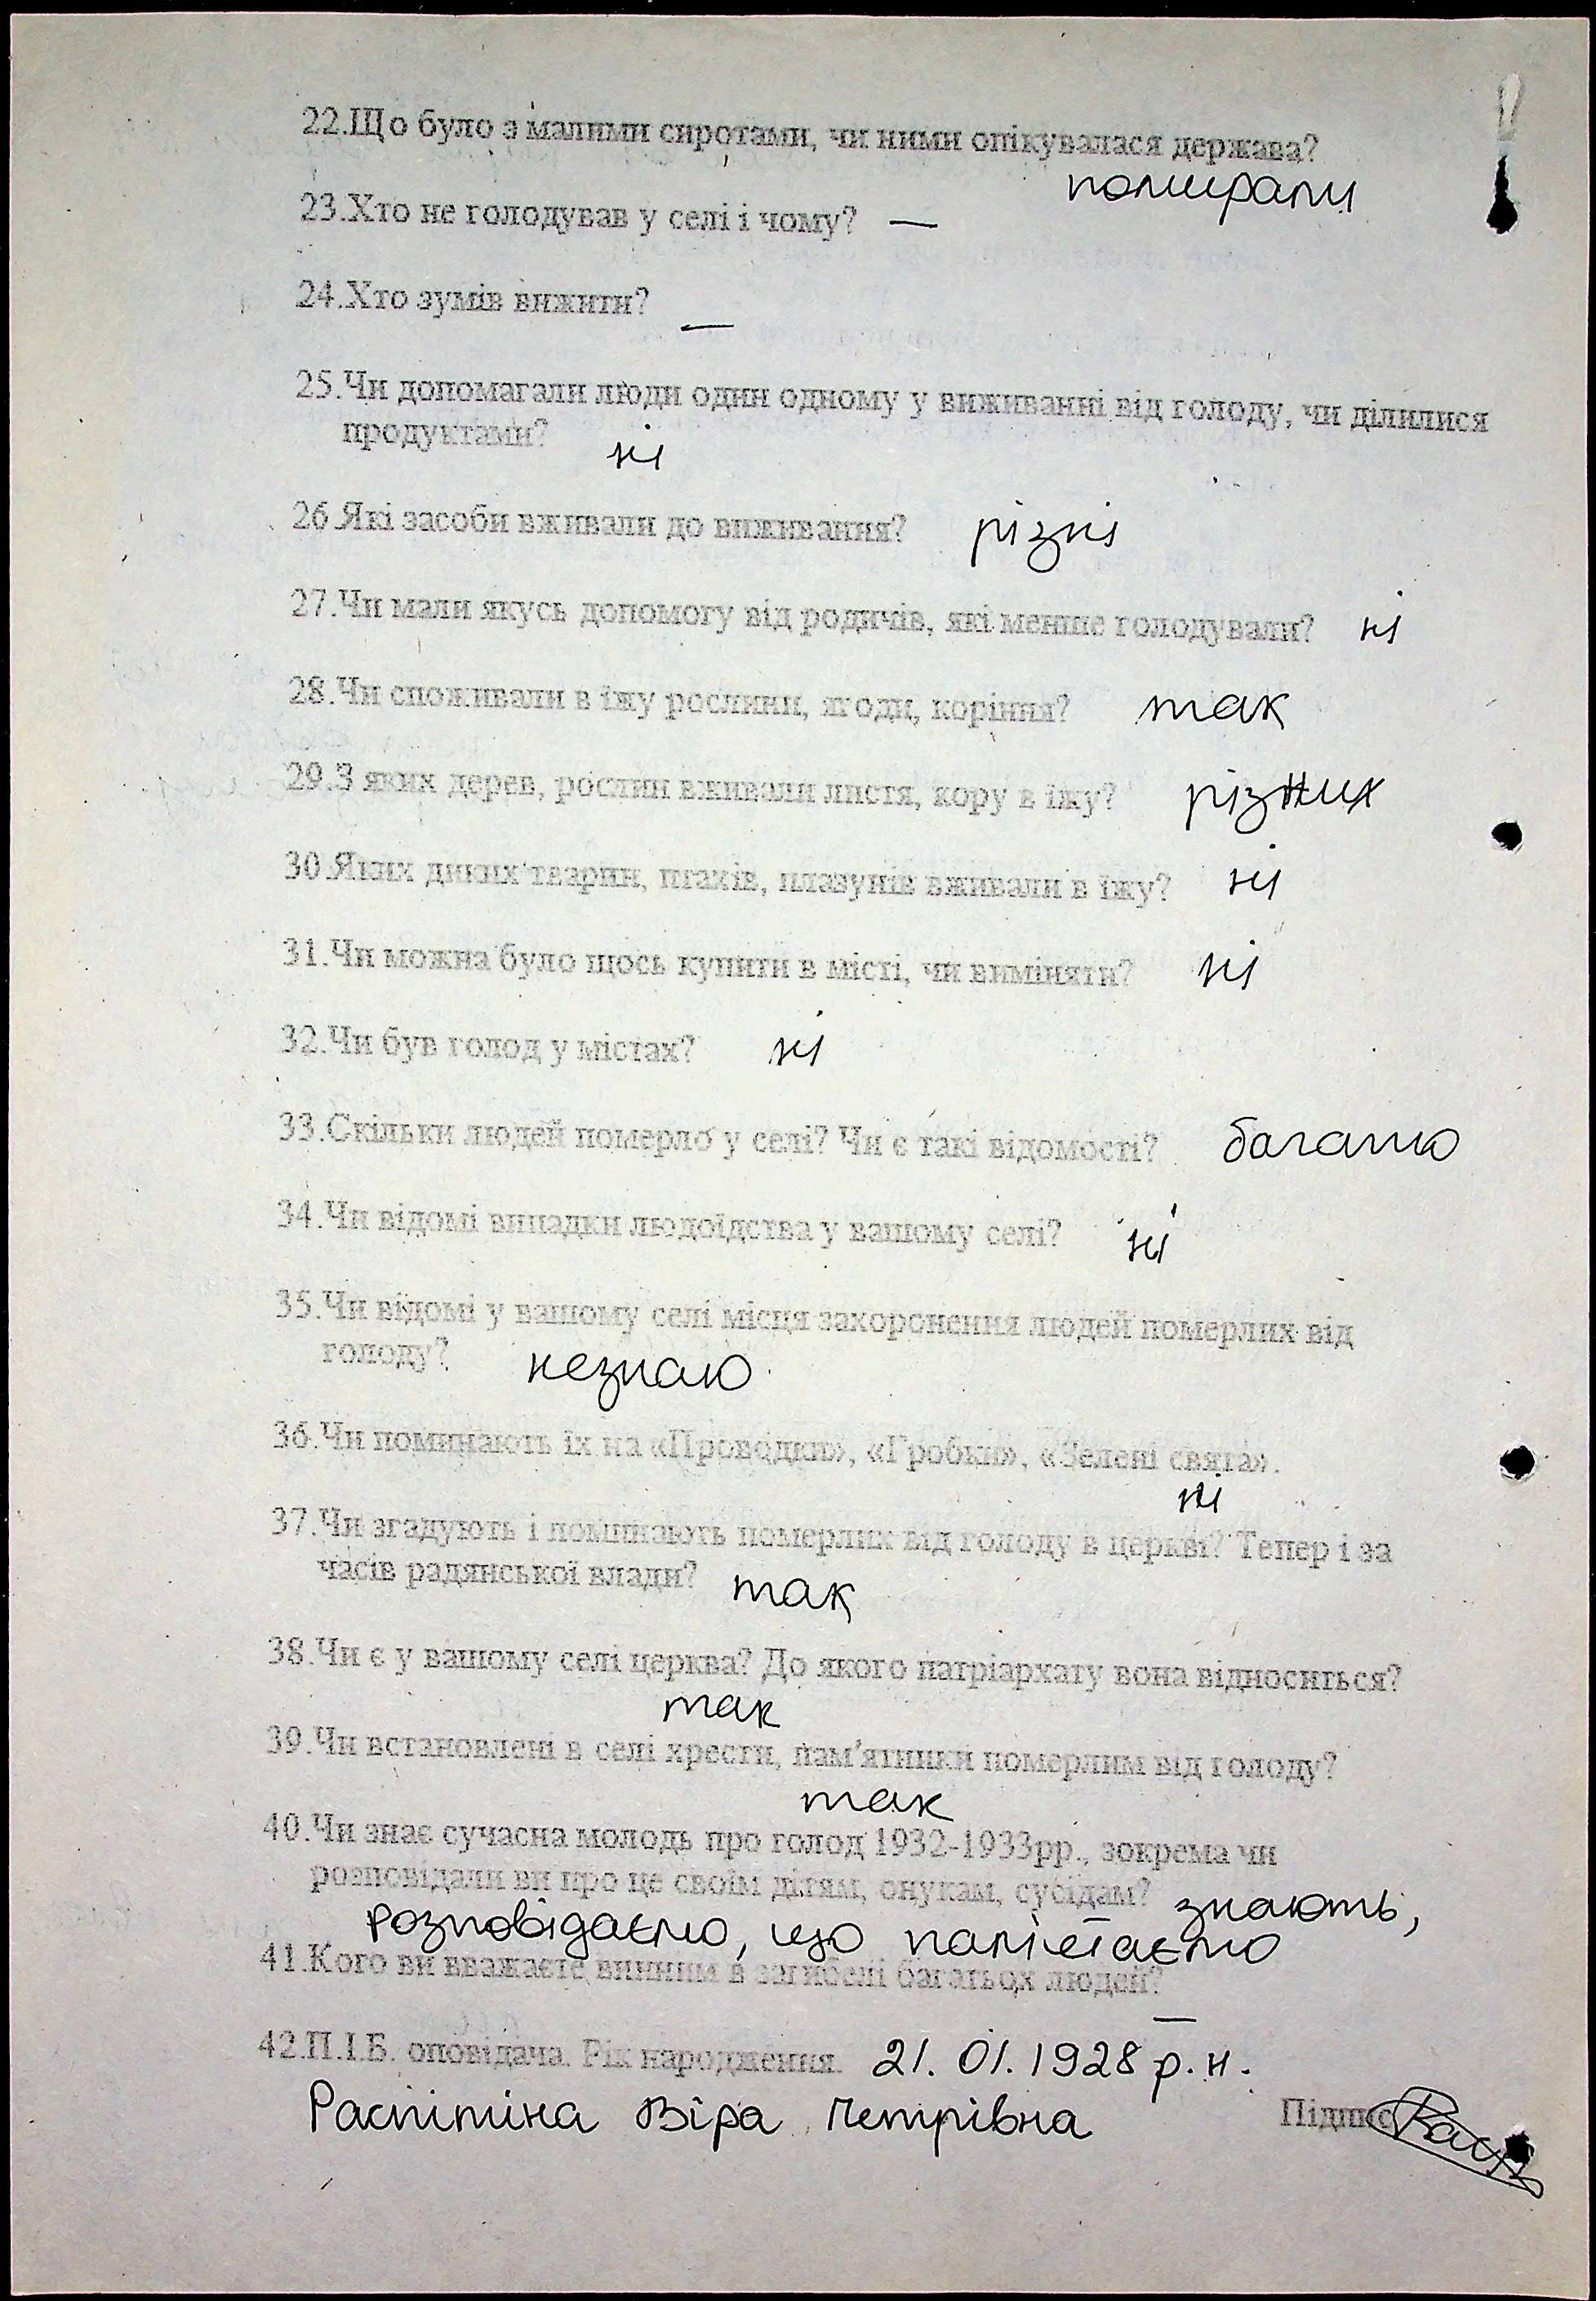 22.Що було з малими сиротами, чи ними опікувалася держава?
помирали
23.Хто не голодував у селі і чому? —
24.Хто зумів вижити?
—
25.Чи допомагали люди один одному у виживанні від голоду, чи ділилися
продуктами?
ні
26.Які засоби вживали до виживання? різні
27.Чи мали якусь допомогу від родичів, які менше голодували? ні
28.Чи споживали в їжу рослини, ягоди, коріння? так
29.З яких дерев, рослин вживали листя, кору в їжу? різних
30.Яких диких тварин, птахів, плазунів вживали в їжу? ні
31.Чи можна було щось купити в місті, чи виміняти? ні
32.Чи був голод у містах? ні
33.Скільки людей померло у селі? Чи є такі відомості? багато
34.Чи відомі випадки людоїдства у вашому селі? ні
35.Чи відомі у вашому селі місця захоронення людей померлих від
голоду? незнаю
36.Чи поминають їх на «Проводки», «Гробки», «Зелені свята».
ні
37.Чи згадують і поминають померлих від голоду в церкві? Тепер і за
часів радянської влади? так
38.Чи є у вашому селі церква? До якого патріархату вона відноситься?
так
39.Чи встановлені в селі хрести, пам'ятники померлим від голоду?
так
40.Чи знає сучасна молодь про голод 1932-1933рр., зокрема чи
розповідали ви про це своїм дітям, онукам, сусідам? знають,
розповідаємо, що
41.Кого ви вважаєте винним в загибелі багатьох людей?
—
42.П.І.Б. оповідача. Рік народження. 21.01.1928 р.н.
Віра Петрівна Підпис